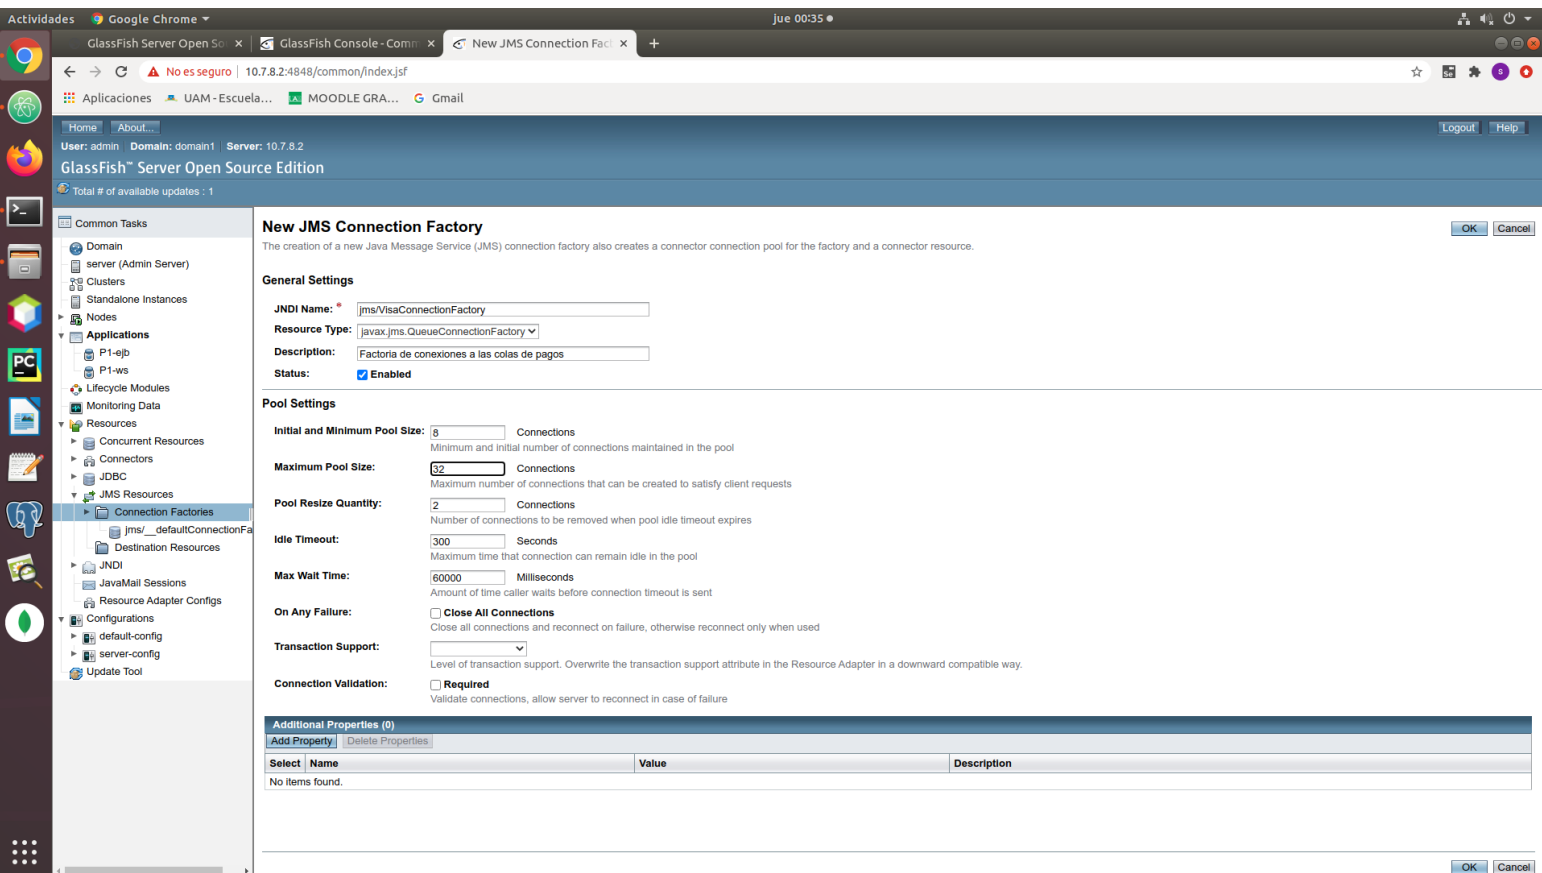 Actividades Google Chrome jue 00:35
GlassFish Server Open So × GlassFish Console - Comm × New JMS Connection Fac × +
No es seguro 10.7.8.2:4848/common/index.jsf
Aplicaciones UAM - Escuela... MOODLE GRA... Gmail
Home About... Logout Help
User: admin Domain: domain1 Server: 10.7.8.2
GlassFish™ Server Open Source Edition
Total # of available updates : 1
Common Tasks
Domain
server (Admin Server)
Clusters
Standalone Instances
Nodes
Applications
P1-ejb
P1-ws
Lifecycle Modules
Monitoring Data
Resources
Concurrent Resources
Connectors
JDBC
JMS Resources
Connection Factories
jms/__defaultConnectionFa
Destination Resources
JNDI
JavaMail Sessions
Resource Adapter Configs
Configurations
default-config
server-config
Update Tool
New JMS Connection Factory
OK Cancel
The creation of a new Java Message Service (JMS) connection factory also creates a connector connection pool for the factory and a connector resource.
General Settings
JNDI Name: * jms/VisaConnectionFactory
Resource Type: javax.jms.QueueConnectionFactory
Description: Factoria de conexiones a las colas de pagos
Status: Enabled
Pool Settings
Initial and Minimum Pool Size: 8 Connections
Minimum and initial number of connections maintained in the pool
Maximum Pool Size: 32 Connections
Maximum number of connections that can be created to satisfy client requests
Pool Resize Quantity: 2 Connections
Number of connections to be removed when pool idle timeout expires
Idle Timeout: 300 Seconds
Maximum time that connection can remain idle in the pool
Max Wait Time: 60000 Milliseconds
Amount of time caller waits before connection timeout is sent
On Any Failure: Close All Connections
Close all connections and reconnect on failure, otherwise reconnect only when used
Transaction Support:
Level of transaction support. Overwrite the transaction support attribute in the Resource Adapter in a downward compatible way.
Connection Validation: Required
Validate connections, allow server to reconnect in case of failure
Additional Properties (0)
Add Property Delete Properties
Select Name Value Description
No items found.
OK Cancel